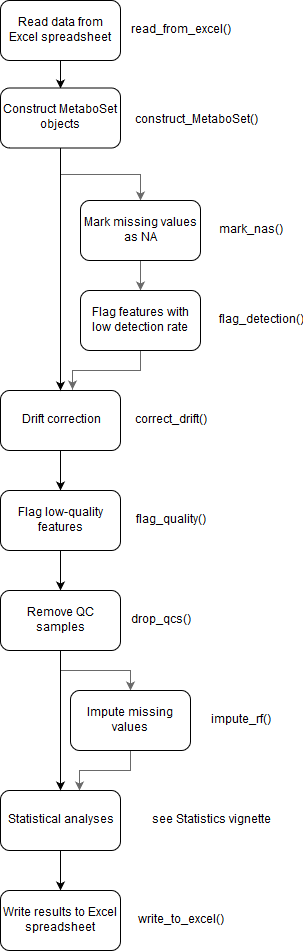 Read data from
Excel spreadsheet
read_from_excel()
Construct MetaboSet
objects
construct_MetaboSet()
Mark missing values
as NA
mark_nas()
Flag features with
low detection rate
flag_detection()
Drift correction
correct_drift()
Flag low-quality
features
flag_quality()
Remove QC
samples
drop_qcs()
Impute missing
values
impute_rf()
Statistical analyses
see Statistics vignette
Write results to Excel
spreadsheet
write_to_excel()